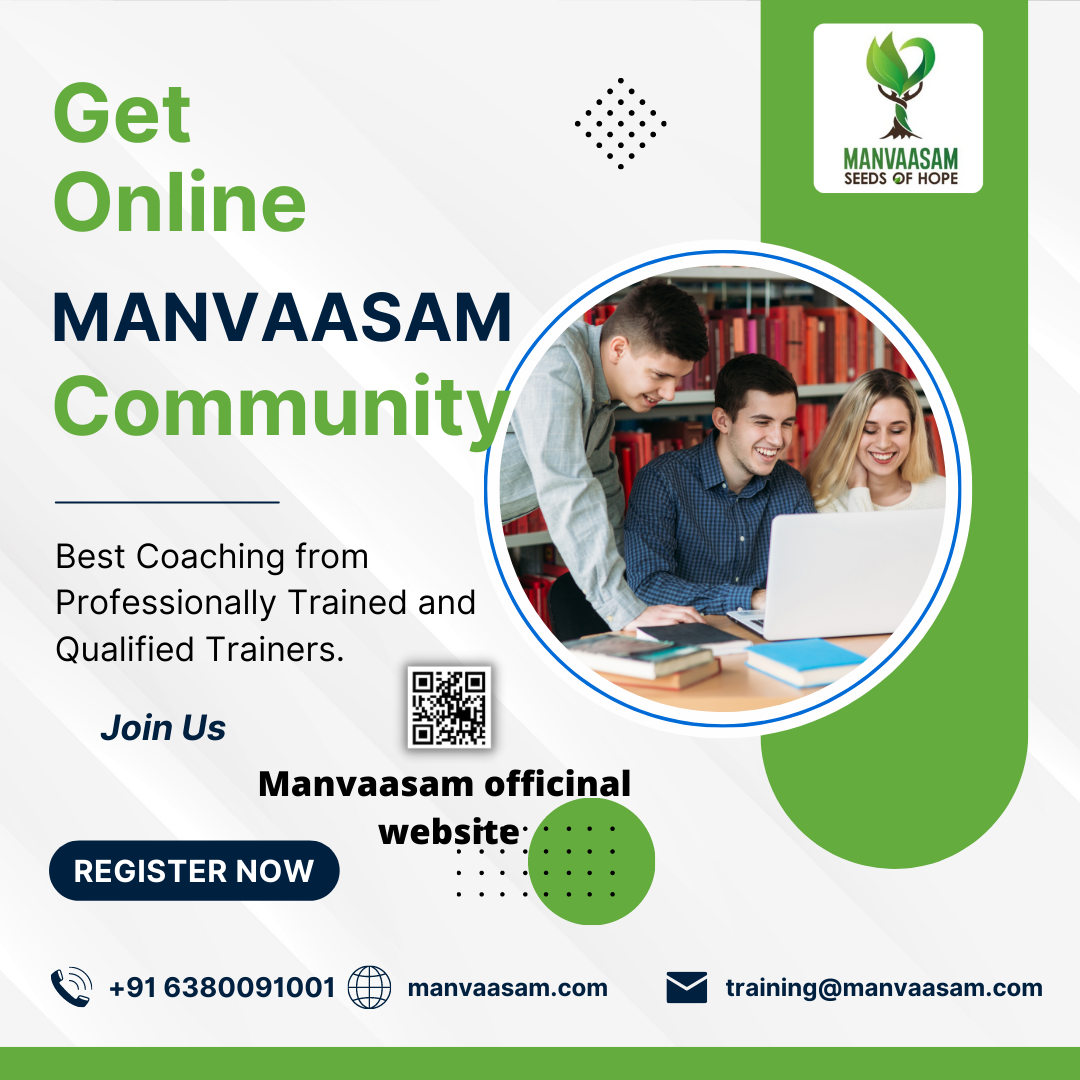 Get
Online
MANVAASAM
Community
MANVAASAM
SEEDS OF HOPE
Best Coaching from
Professionally Trained and
Qualified Trainers.
Join Us
Manvaasam officinal
website
REGISTER NOW
+91 6380091001
manvaasam.com
training@manvaasam.com